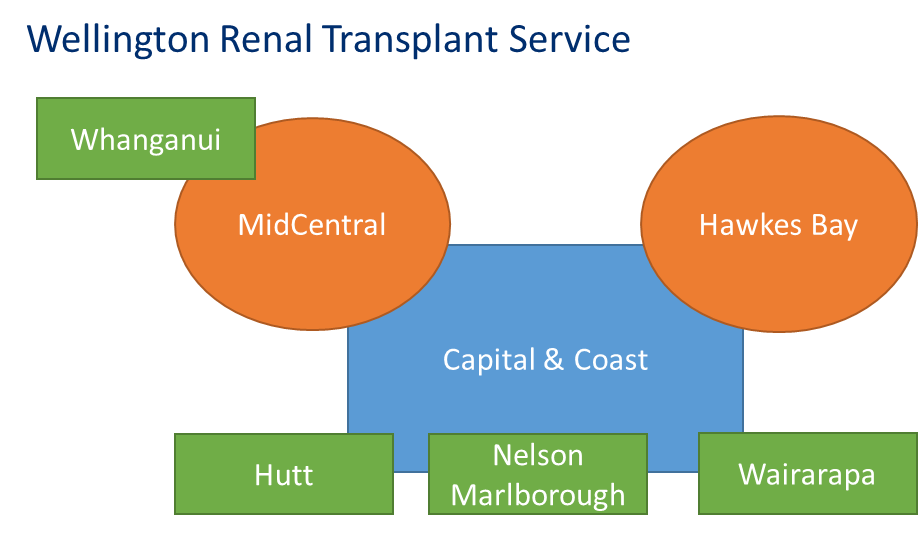 Wellington Renal Transplant Service
Whanganui
MidCentral
Hawkes Bay
Capital & Coast
Hutt
Nelson
Marlborough
Wairarapa